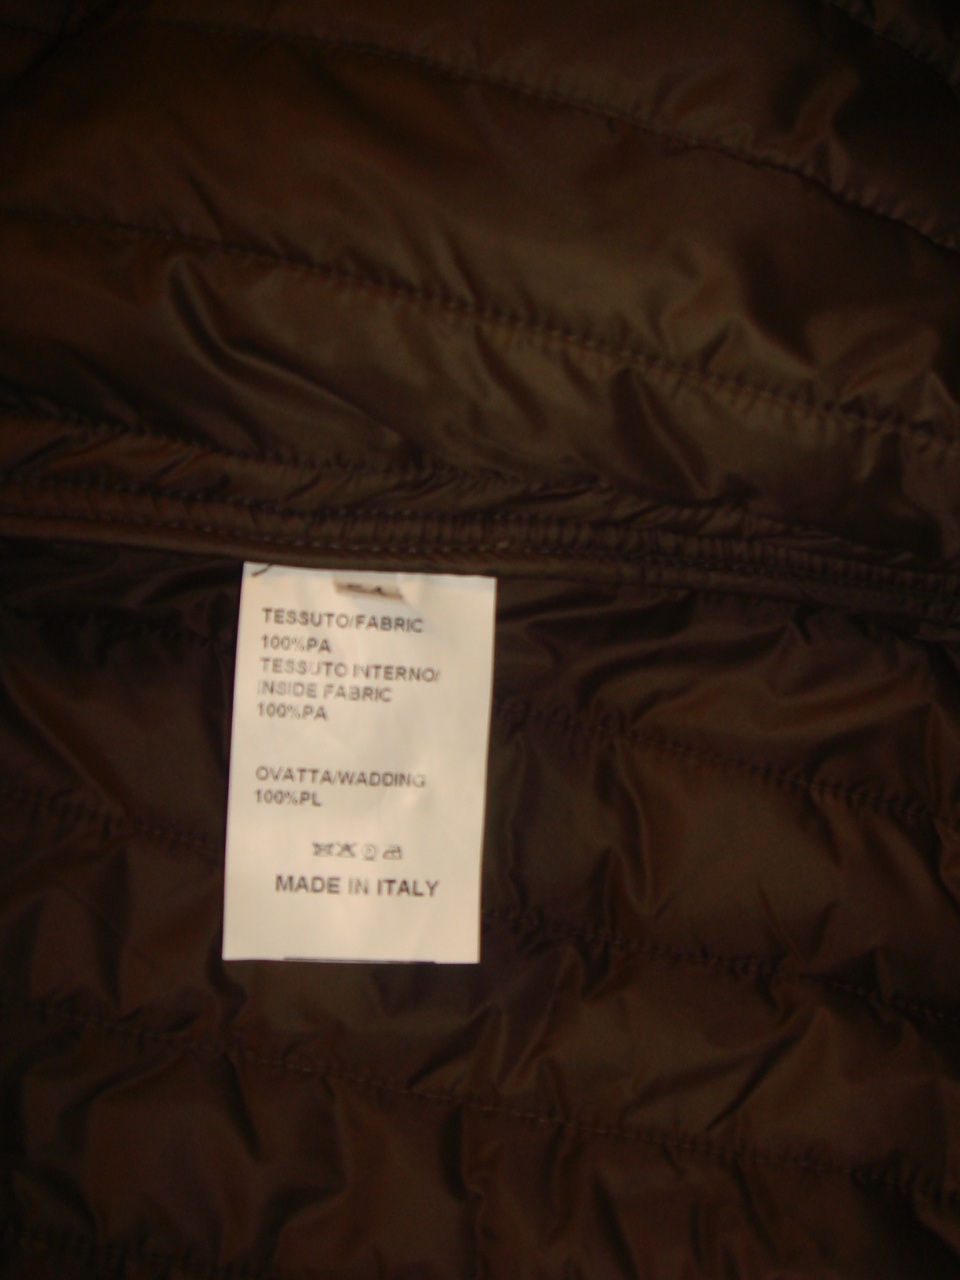 TESSUTO/FABRIC
100%PA
TESSUTO INTERNO/
INSIDE FABRIC
100%PA
OVATTA/WADDING
100%PL
MADE IN ITALY